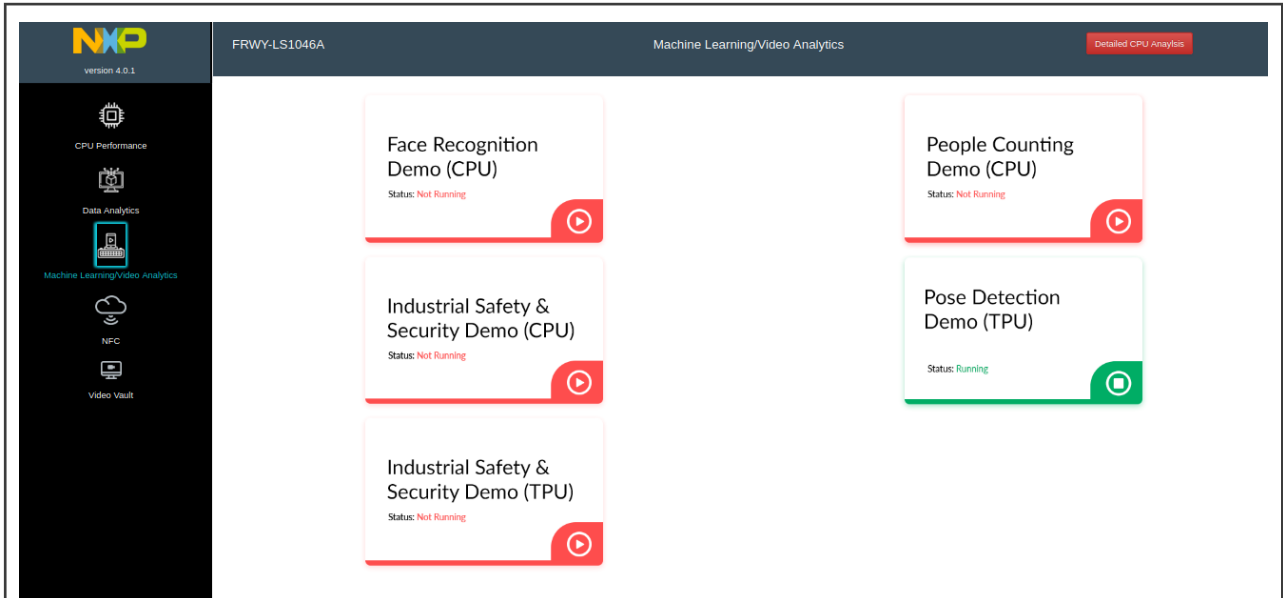 NXP
version 4.0.1
FRWY-LS1046A
Machine Learning/Video Analytics
Detailed CPU Anaylsis
CPU Performance
Data Analytics
Machine Learning/Video Analytics
NFC
Video Vault
Face Recognition
Demo (CPU)
Status: Not Running
People Counting
Demo (CPU)
Status: Not Running
Industrial Safety &
Security Demo (CPU)
Status: Not Running
Pose Detection
Demo (TPU)
Status: Running
Industrial Safety &
Security Demo (TPU)
Status: Not Running